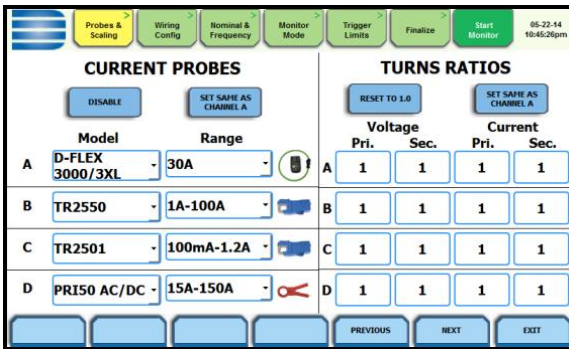 Probes & Scaling
Wiring Config
Nominal & Frequency
Monitor Mode
Trigger Limits
Finalize
Start Monitor
05-22-14
10:45:26pm
CURRENT PROBES
TURNS RATIOS
DISABLE
SET SAME AS CHANNEL A
RESET TO 1.0
SET SAME AS CHANNEL A
Model
Range
Voltage
Current
Pri. Sec. Pri. Sec.
A D-FLEX 3000/3XL 30A A 1 1 1 1
B TR2550 1A-100A B 1 1 1 1
C TR2501 100mA-1.2A C 1 1 1 1
D PRI50 AC/DC 15A-150A D 1 1 1 1
PREVIOUS
NEXT
EXIT